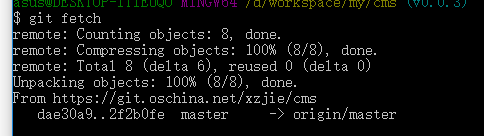 asus@DESKTOP-ITIEUQO MINGW64 /d/workspace/my/cms (v0.0.3)
$ git fetch
remote: Counting objects: 8, done.
remote: Compressing objects: 100% (8/8), done.
remote: Total 8 (delta 6), reused 0 (delta 0)
Unpacking objects: 100% (8/8), done.
From https://git.oschina.net/xzjie/cms
dae30a9..2f2b0fe master -> origin/master